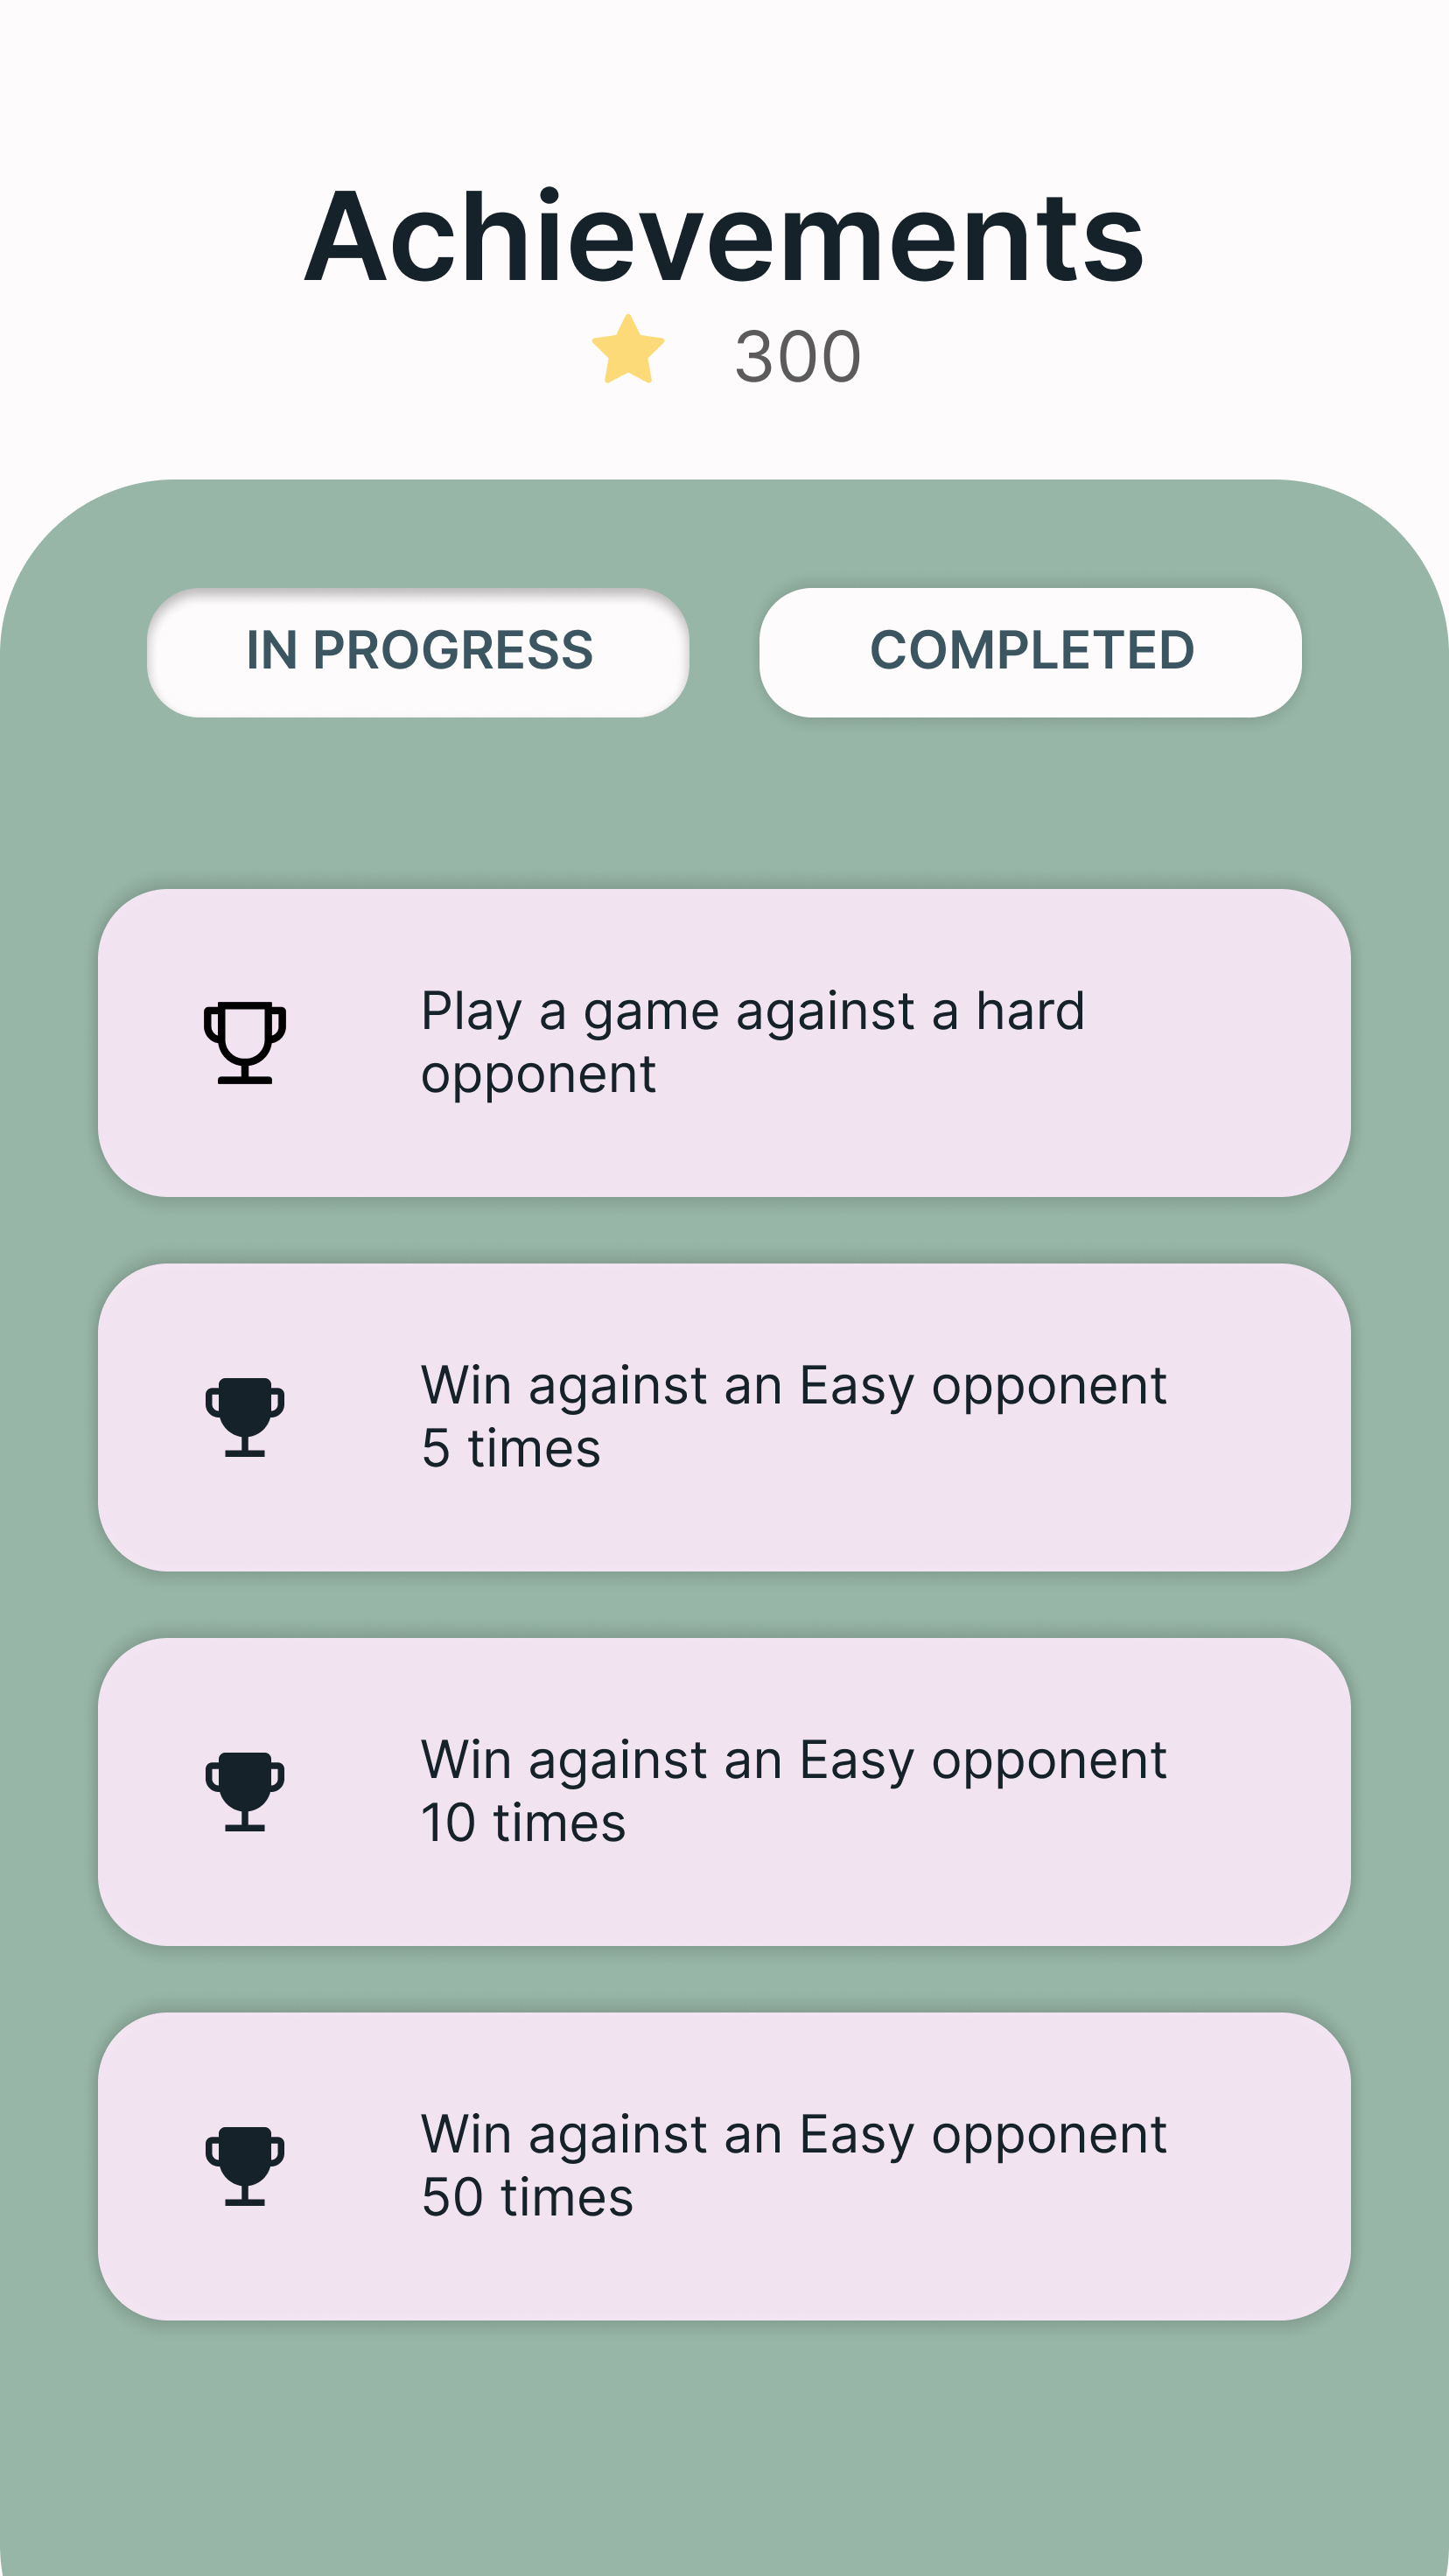 Achievements
300
IN PROGRESS
COMPLETED
Play a game against a hard
opponent
Win against an Easy opponent
5 times
Win against an Easy opponent
10 times
Win against an Easy opponent
50 times